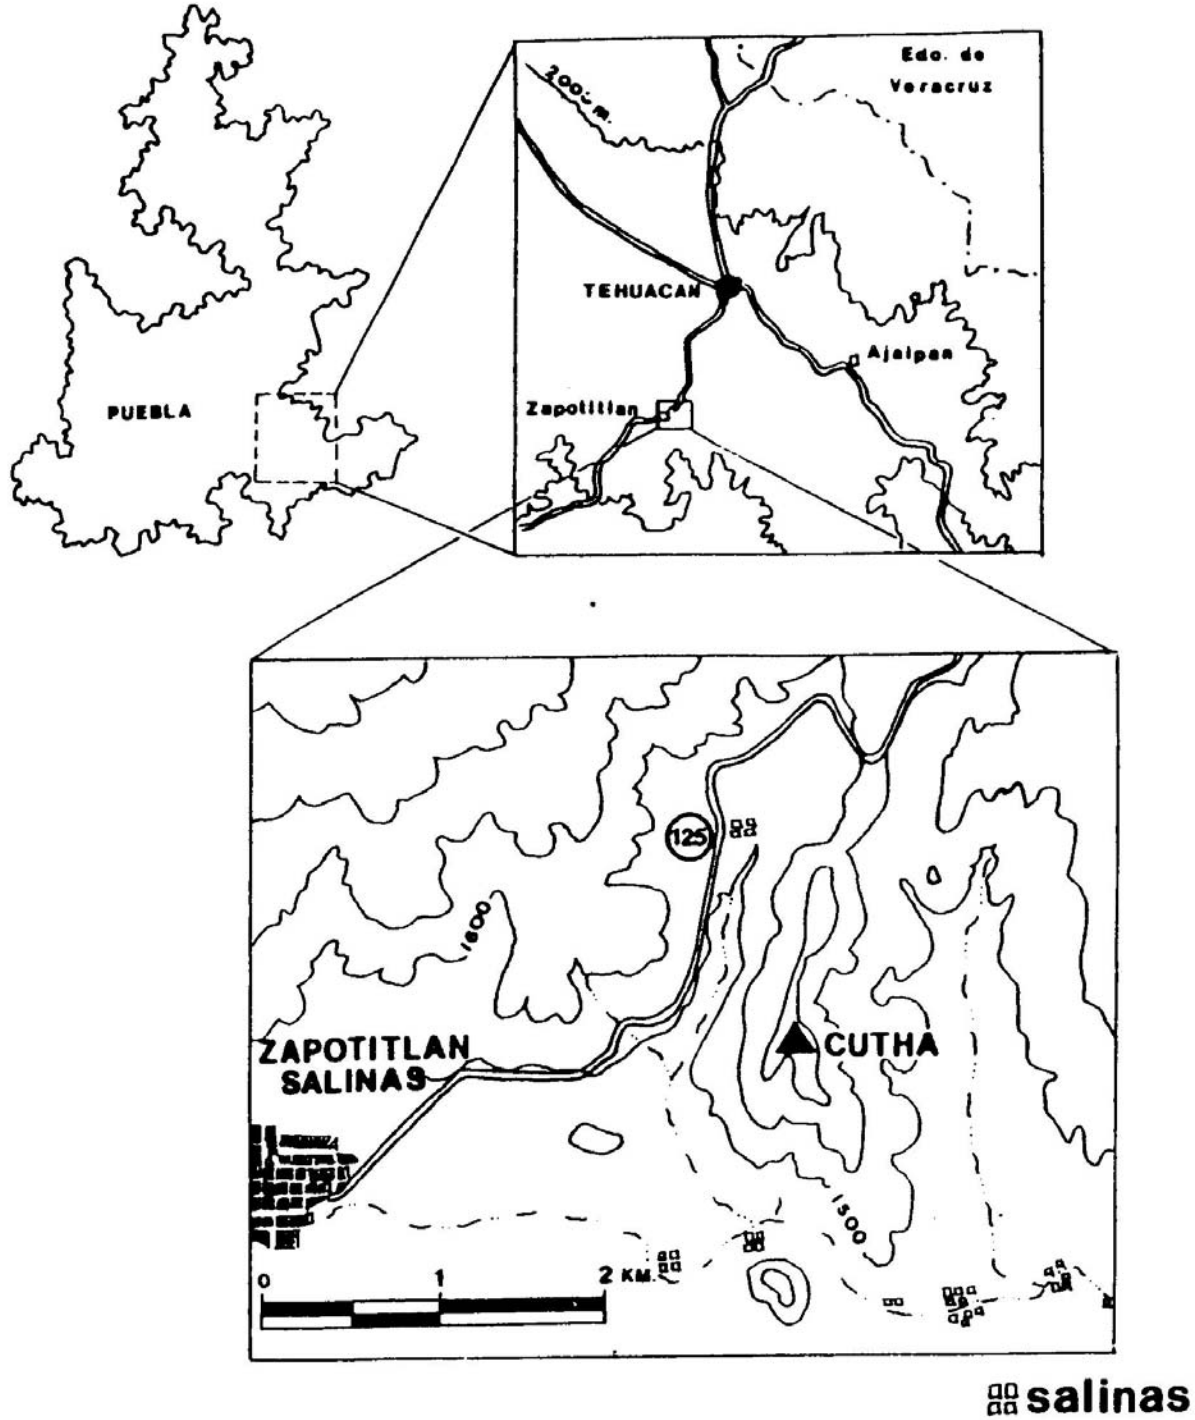 Edo. de
Veracruz
2000 m.
TEHUACAN
Ajalpan
PUEBLA
Zapotitlan
125
1600
ZAPOTITLAN
SALINAS
CUTHA
1500
0 1 2 KM.
salinas